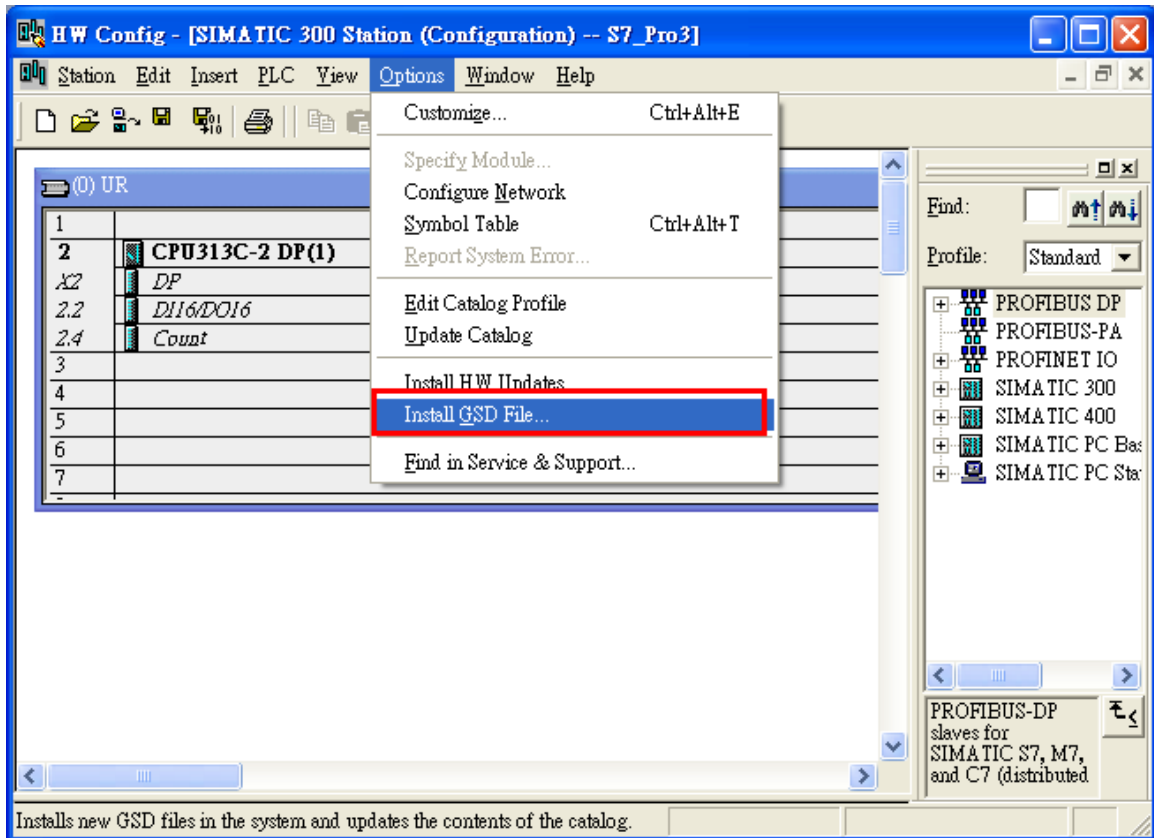 HW Config - [SIMATIC 300 Station (Configuration) -- S7_Pro3]
Station Edit Insert PLC View Options Window Help
Customize... Ctrl+Alt+E
Specify Module...
Configure Network
Symbol Table Ctrl+Alt+T
Report System Error...
Edit Catalog Profile
Update Catalog
Install HW Updates
Install GSD File...
Find in Service & Support...
(0) UR
1
2 CPU313C-2 DP(1)
X2 DP
2.2 DI16/DO16
2.4 Count
3
4
5
6
7
Find:
Profile: Standard
PROFIBUS DP
PROFIBUS-PA
PROFINET IO
SIMATIC 300
SIMATIC 400
SIMATIC PC Bas
SIMATIC PC Sta
PROFIBUS-DP
slaves for
SIMATIC S7, M7,
and C7 (distributed
Installs new GSD files in the system and updates the contents of the catalog.